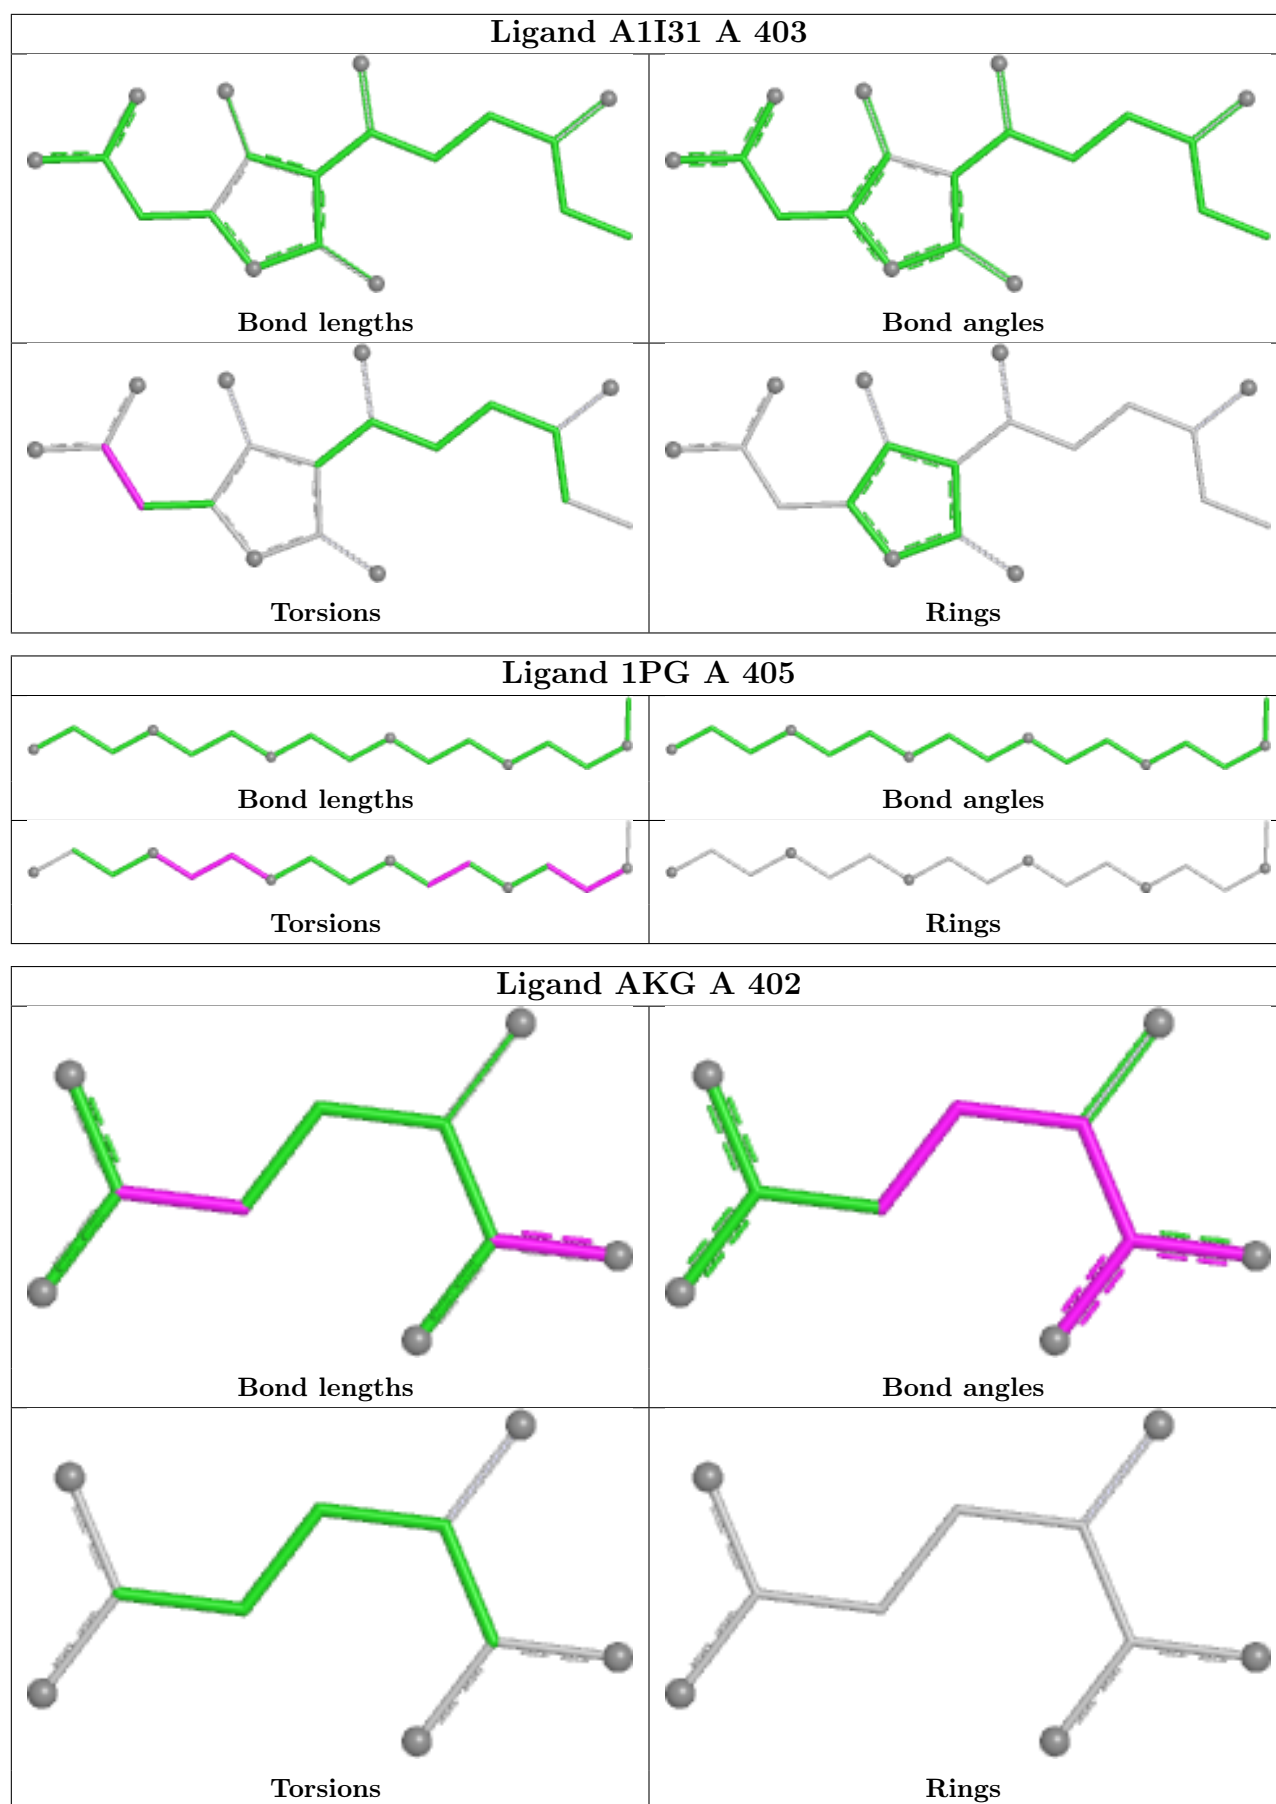 Ligand A1I31 A 403
Bond lengths
Bond angles
Torsions
Rings
Ligand 1PG A 405
Bond lengths
Bond angles
Torsions
Rings
Ligand AKG A 402
Bond lengths
Bond angles
Torsions
Rings